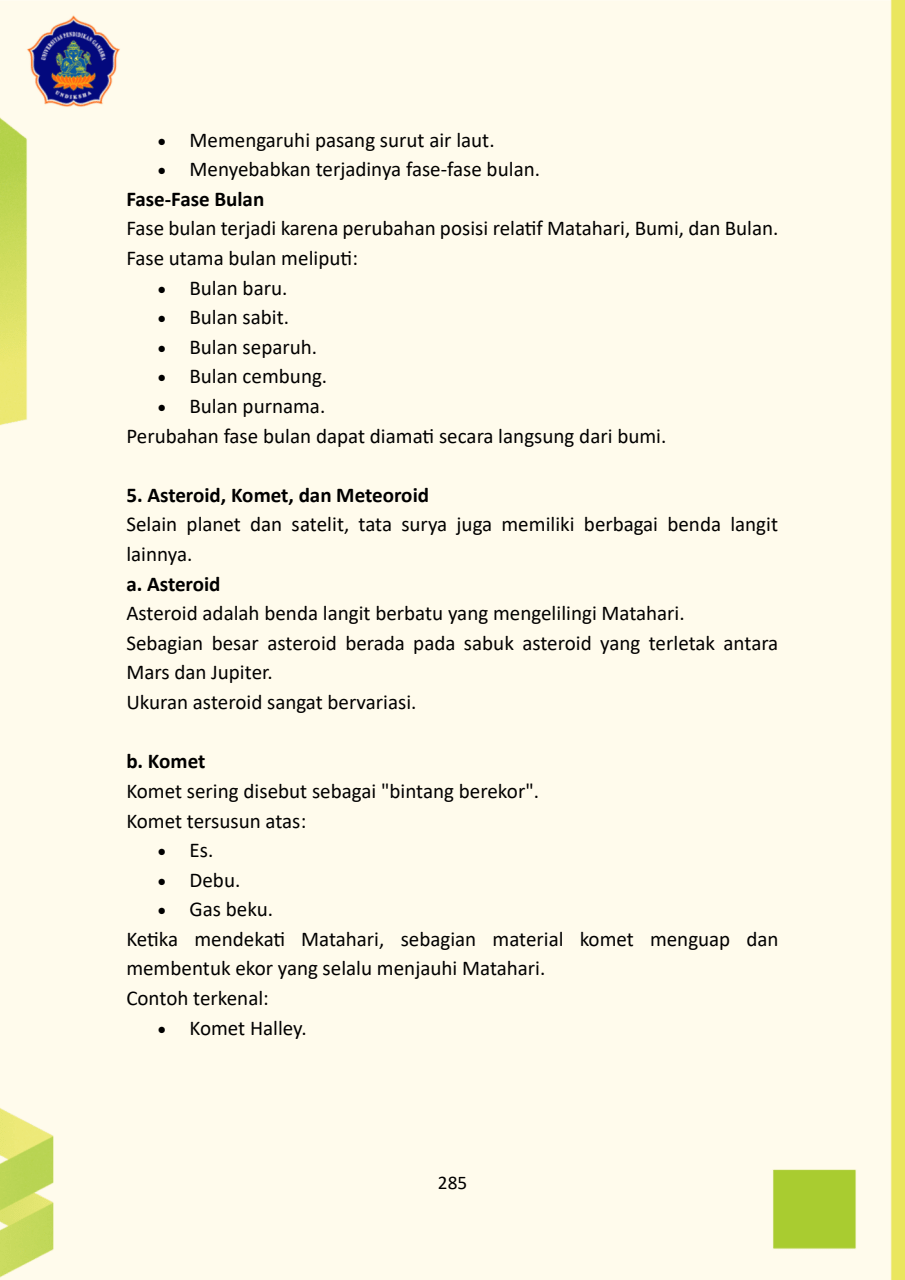 UNIVERSITAS PENDIDIKAN GANESHA
UNDIKSHA
• Memengaruhi pasang surut air laut.
• Menyebabkan terjadinya fase-fase bulan.
Fase-Fase Bulan
Fase bulan terjadi karena perubahan posisi relatif Matahari, Bumi, dan Bulan.
Fase utama bulan meliputi:
• Bulan baru.
• Bulan sabit.
• Bulan separuh.
• Bulan cembung.
• Bulan purnama.
Perubahan fase bulan dapat diamati secara langsung dari bumi.
5. Asteroid, Komet, dan Meteoroid
Selain planet dan satelit, tata surya juga memiliki berbagai benda langit
lainnya.
a. Asteroid
Asteroid adalah benda langit berbatu yang mengelilingi Matahari.
Sebagian besar asteroid berada pada sabuk asteroid yang terletak antara
Mars dan Jupiter.
Ukuran asteroid sangat bervariasi.
b. Komet
Komet sering disebut sebagai "bintang berekor".
Komet tersusun atas:
• Es.
• Debu.
• Gas beku.
Ketika mendekati Matahari, sebagian material komet menguap dan
membentuk ekor yang selalu menjauhi Matahari.
Contoh terkenal:
• Komet Halley.
285